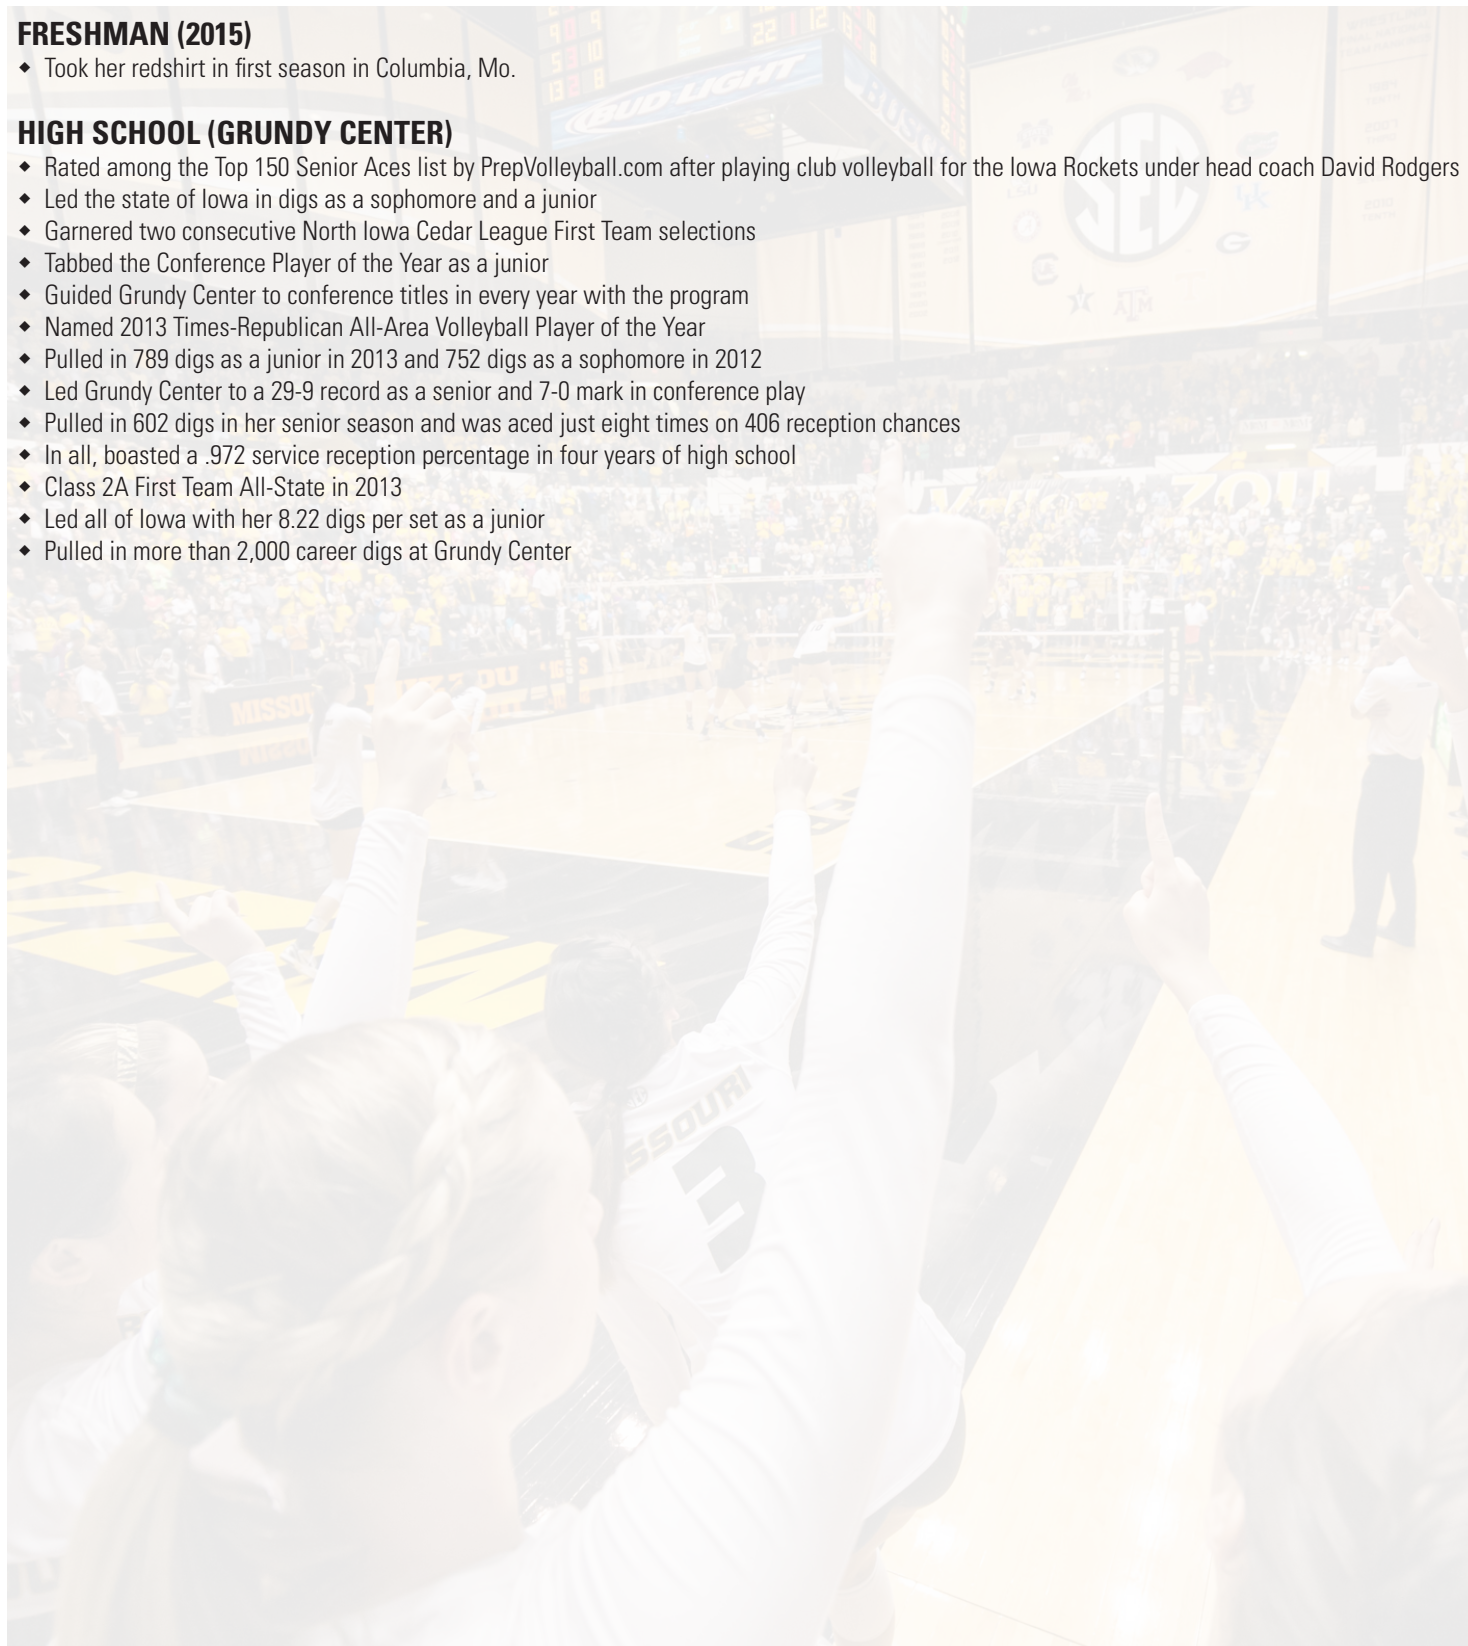 FRESHMAN (2015)
◆ Took her redshirt in first season in Columbia, Mo.
HIGH SCHOOL (GRUNDY CENTER)
◆ Rated among the Top 150 Senior Aces list by PrepVolleyball.com after playing club volleyball for the Iowa Rockets under head coach David Rodgers
◆ Led the state of Iowa in digs as a sophomore and a junior
◆ Garnered two consecutive North Iowa Cedar League First Team selections
◆ Tabbed the Conference Player of the Year as a junior
◆ Guided Grundy Center to conference titles in every year with the program
◆ Named 2013 Times-Republican All-Area Volleyball Player of the Year
◆ Pulled in 789 digs as a junior in 2013 and 752 digs as a sophomore in 2012
◆ Led Grundy Center to a 29-9 record as a senior and 7-0 mark in conference play
◆ Pulled in 602 digs in her senior season and was aced just eight times on 406 reception chances
◆ In all, boasted a .972 service reception percentage in four years of high school
◆ Class 2A First Team All-State in 2013
◆ Led all of Iowa with her 8.22 digs per set as a junior
◆ Pulled in more than 2,000 career digs at Grundy Center
BUD LIGHT
SEC
ZOU
3